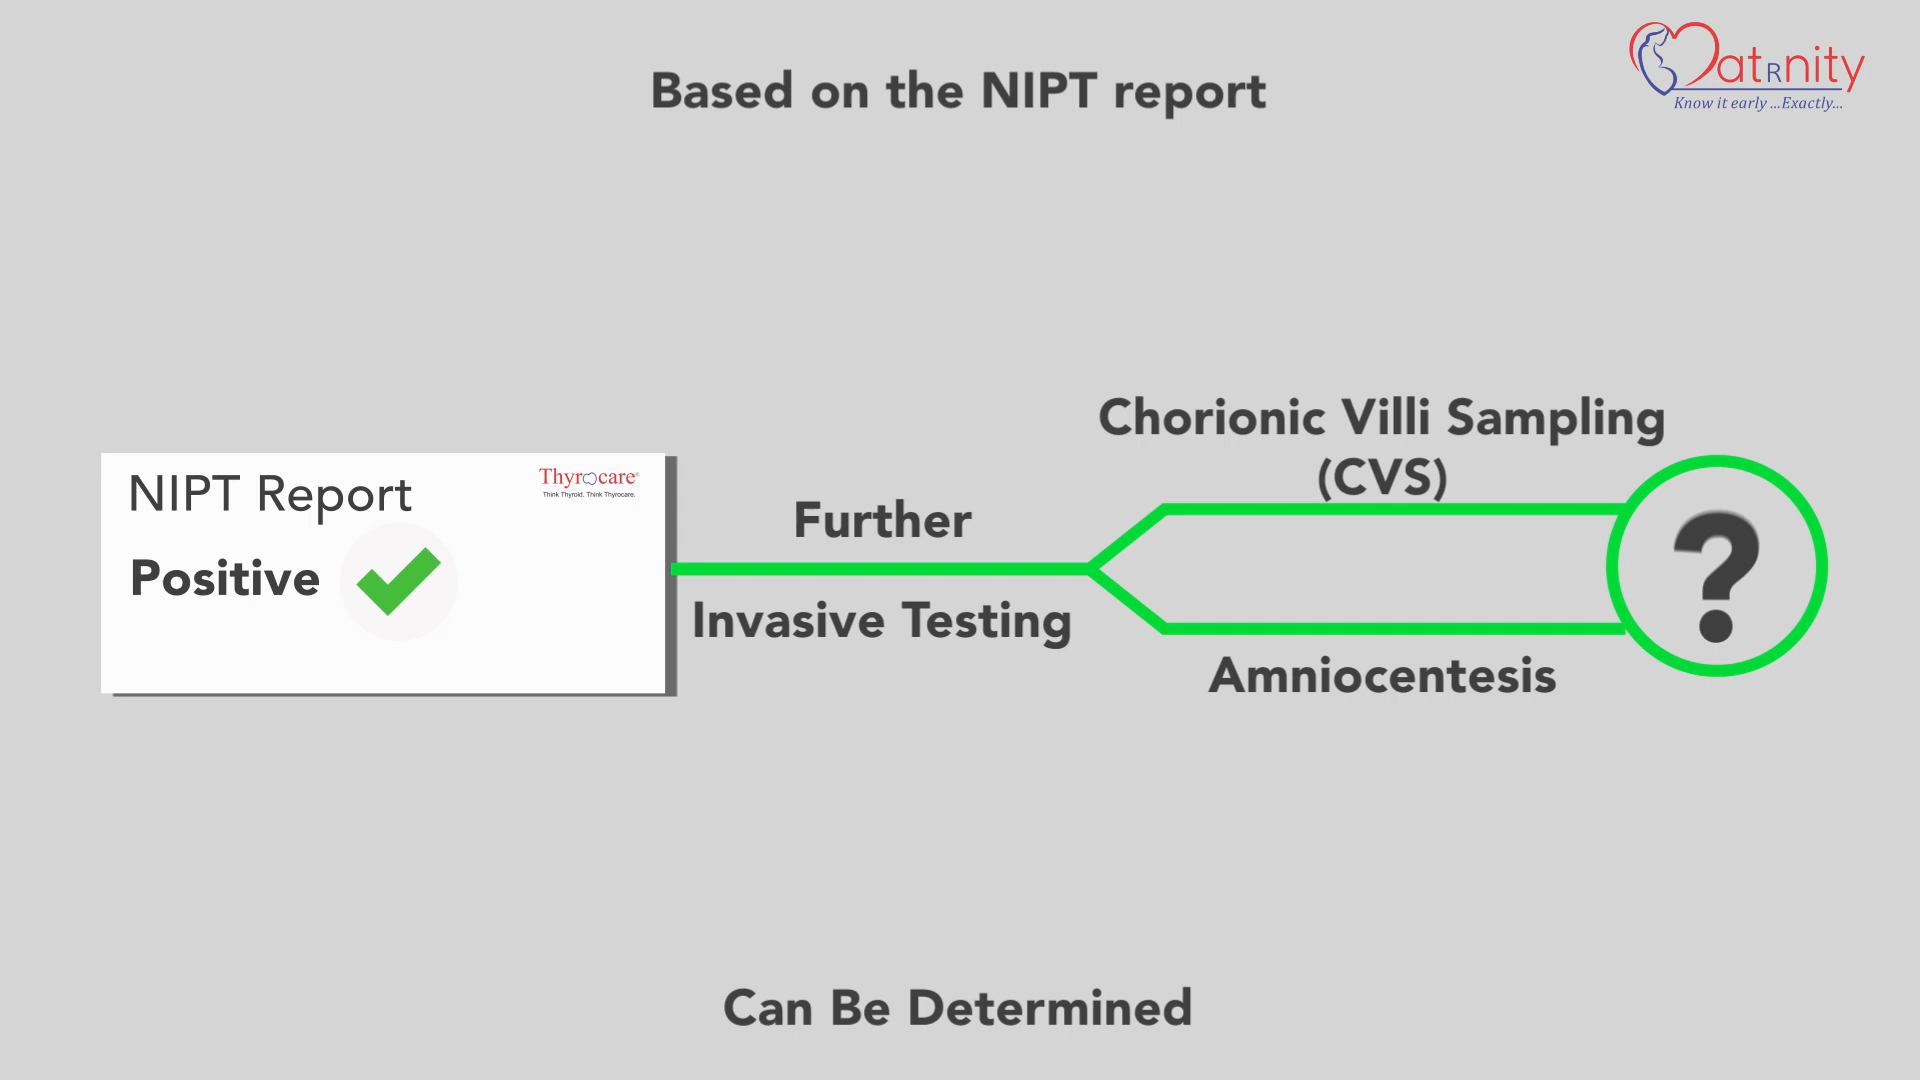 Based on the NIPT report
MatRnity
Know it early ...Exactly...
NIPT Report
Thyrocare®
Think Thyroid. Think Thyrocare.
Positive
Further
Invasive Testing
Chorionic Villi Sampling
(CVS)
?
Amniocentesis
Can Be Determined